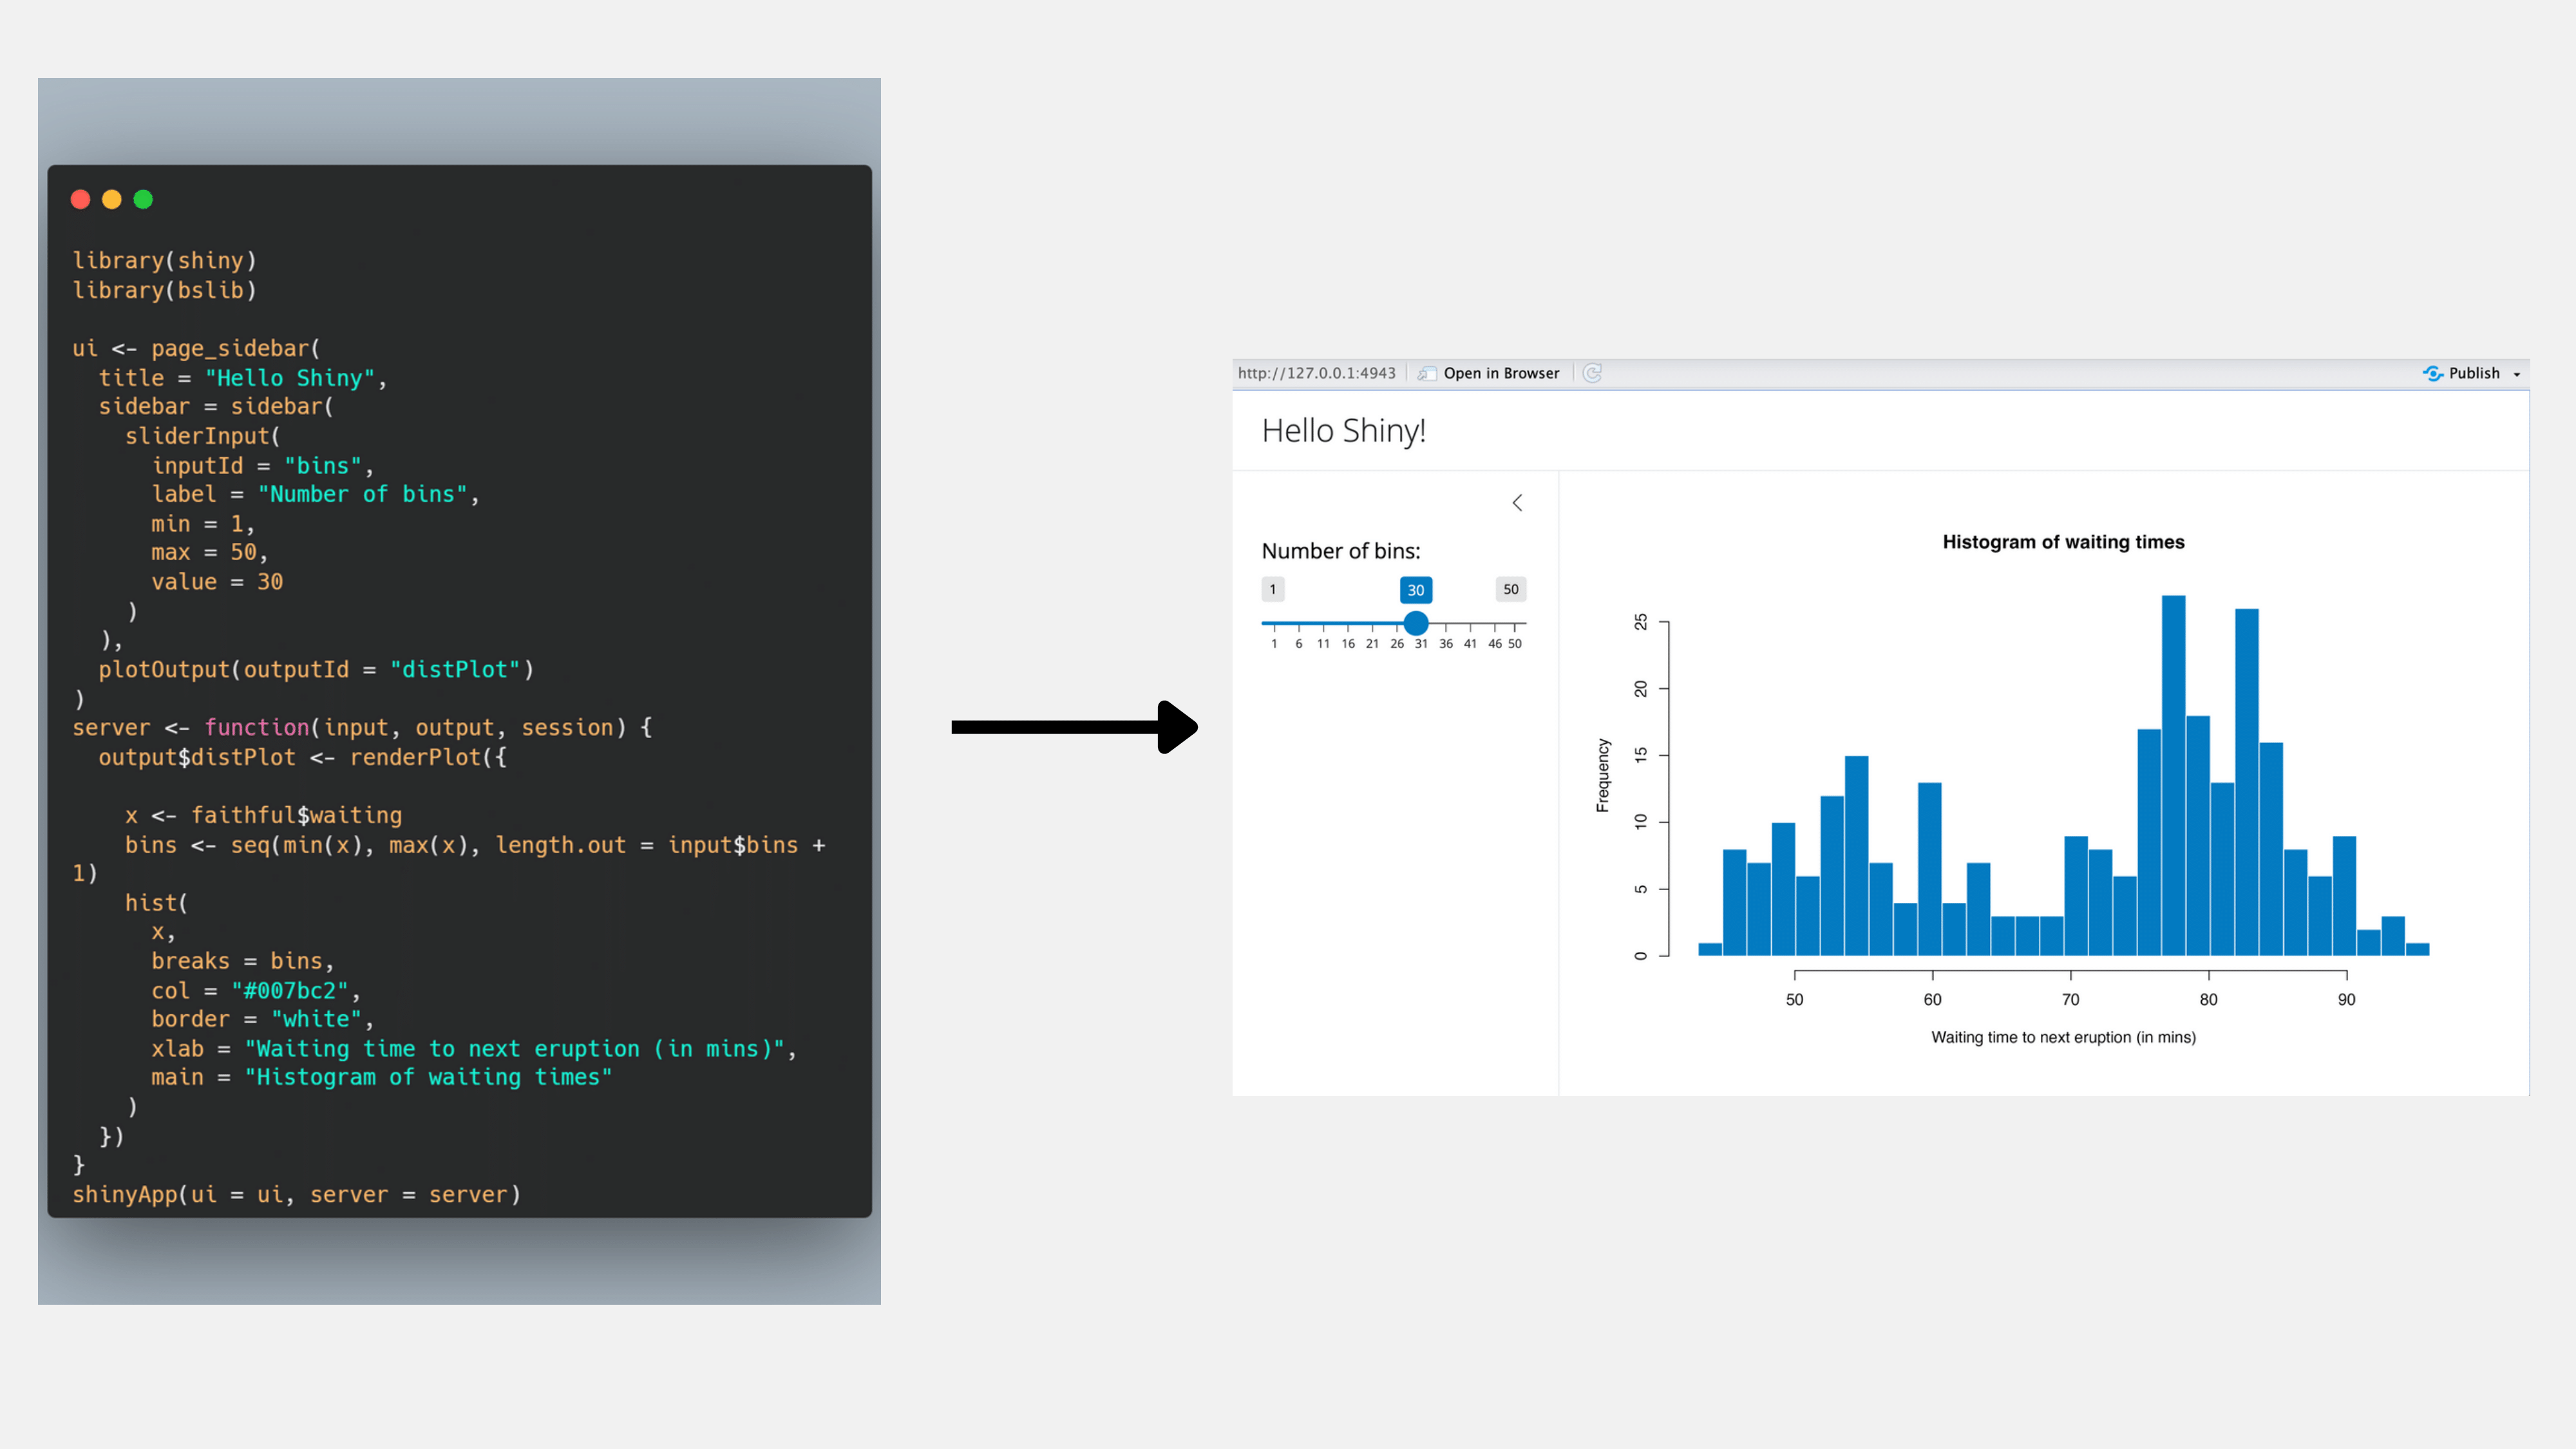 library(shiny)
library(bslib)
ui <- page_sidebar(
  title = "Hello Shiny",
  sidebar = sidebar(
    sliderInput(
      inputId = "bins",
      label = "Number of bins",
      min = 1,
      max = 50,
      value = 30
    )
  ),
  plotOutput(outputId = "distPlot")
)
server <- function(input, output, session) {
  output$distPlot <- renderPlot({
    x <- faithful$waiting
    bins <- seq(min(x), max(x), length.out = input$bins +
1)
    hist(
      x,
      breaks = bins,
      col = "#007bc2",
      border = "white",
      xlab = "Waiting time to next eruption (in mins)",
      main = "Histogram of waiting times"
    )
  })
}
shinyApp(ui = ui, server = server)
http://127.0.0.1:4943 Open in Browser Publish
Hello Shiny!
Number of bins:
1 30 50
1 6 11 16 21 26 31 36 41 46 50
Histogram of waiting times
Frequency
25
20
15
10
5
0
50 60 70 80 90
Waiting time to next eruption (in mins)